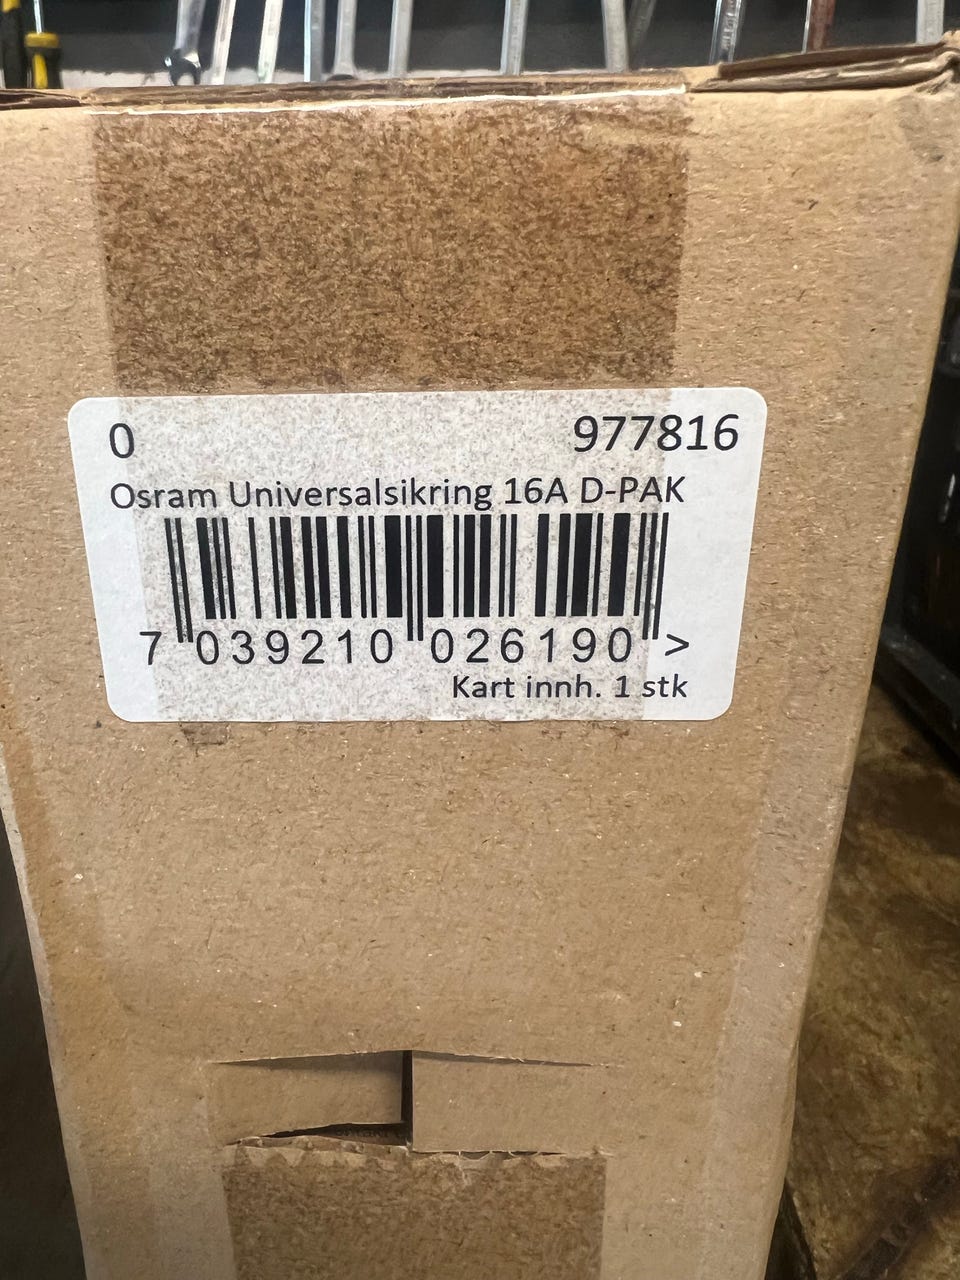 0 977816
Osram Universalsikring 16A D-PAK
7 039210 026190 >
Kart innh. 1 stk